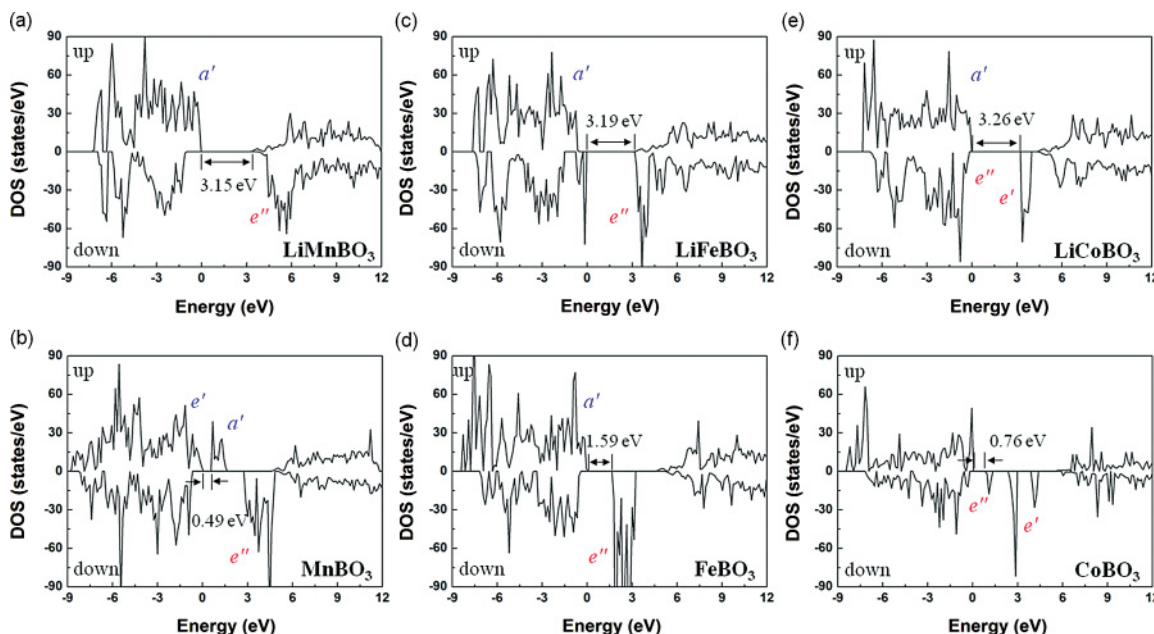 (a)
90
60
30
0
-30
-60
-90
DOS (states/eV)
up
a'
3.15 eV
e''
down
LiMnBO3
-9 -6 -3 0 3 6 9 12
Energy (eV)
(c)
90
60
30
0
-30
-60
-90
DOS (states/eV)
up
a'
3.19 eV
e''
down
LiFeBO3
-9 -6 -3 0 3 6 9 12
Energy (eV)
(e)
90
60
30
0
-30
-60
-90
DOS (states/eV)
up
a'
3.26 eV
e''
e'
down
LiCoBO3
-9 -6 -3 0 3 6 9 12
Energy (eV)
(b)
90
60
30
0
-30
-60
-90
DOS (states/eV)
up
e' a'
0.49 eV
e''
down
MnBO3
-9 -6 -3 0 3 6 9 12
Energy (eV)
(d)
90
60
30
0
-30
-60
-90
DOS (states/eV)
up
a'
1.59 eV
e''
down
FeBO3
-9 -6 -3 0 3 6 9 12
Energy (eV)
(f)
90
60
30
0
-30
-60
-90
DOS (states/eV)
up
0.76 eV
e''
e'
down
CoBO3
-9 -6 -3 0 3 6 9 12
Energy (eV)